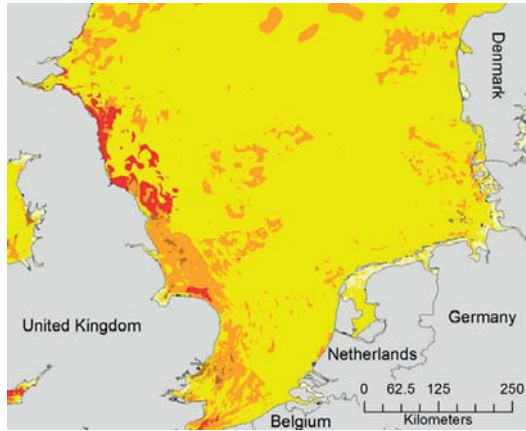 Denmark
United Kingdom
Germany
Netherlands
Belgium
0 62.5 125 250
Kilometers